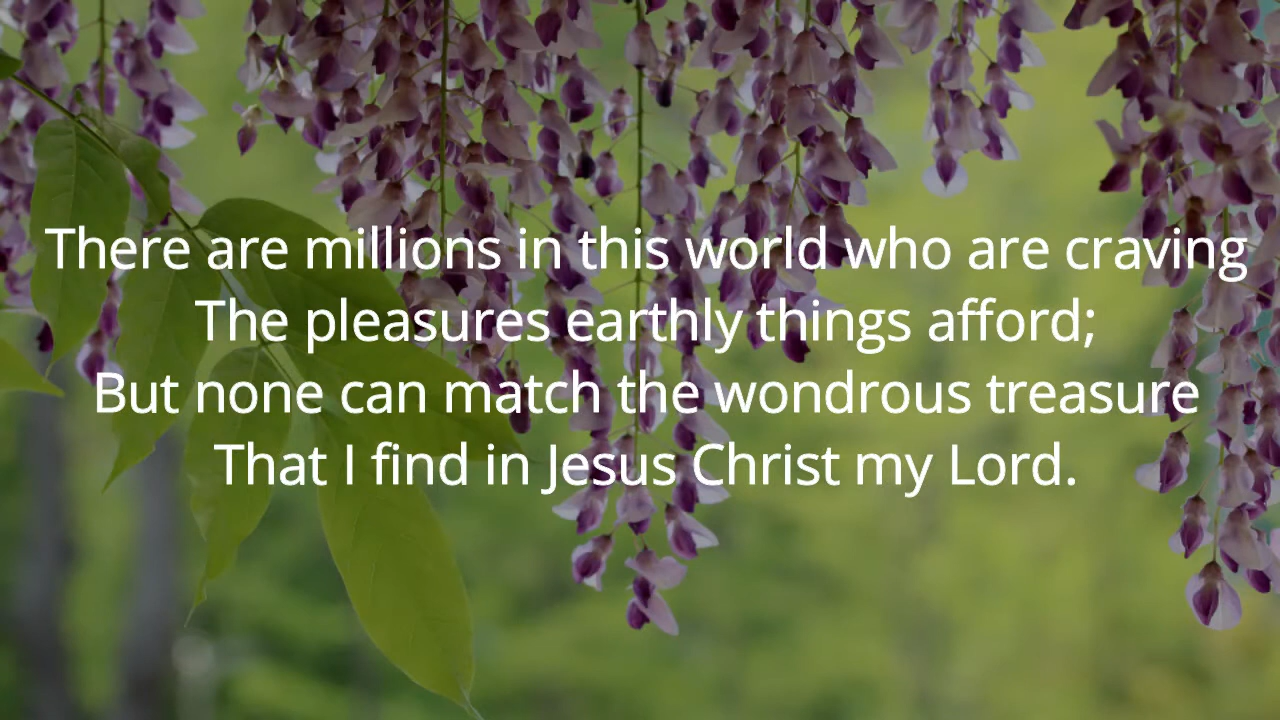 There are millions in this world who are craving
The pleasures earthly things afford;
But none can match the wondrous treasure
That I find in Jesus Christ my Lord.